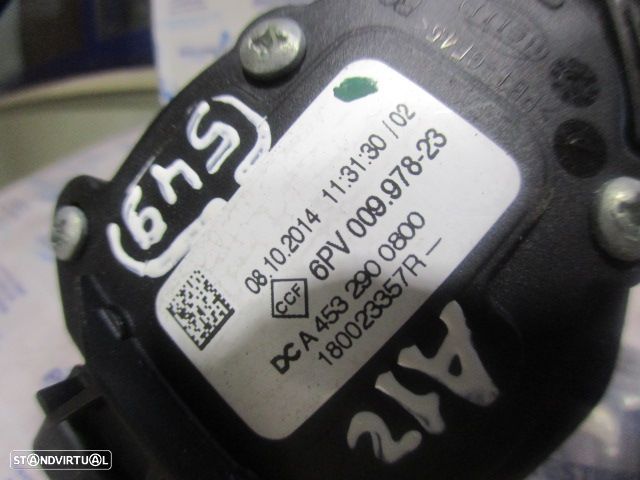 (549)
08.10.2014 11:31:30 /02
CCF 6PV 009.978-23
DC A 453 290 0800
180023357R –
A12
STANDVIRTUAL